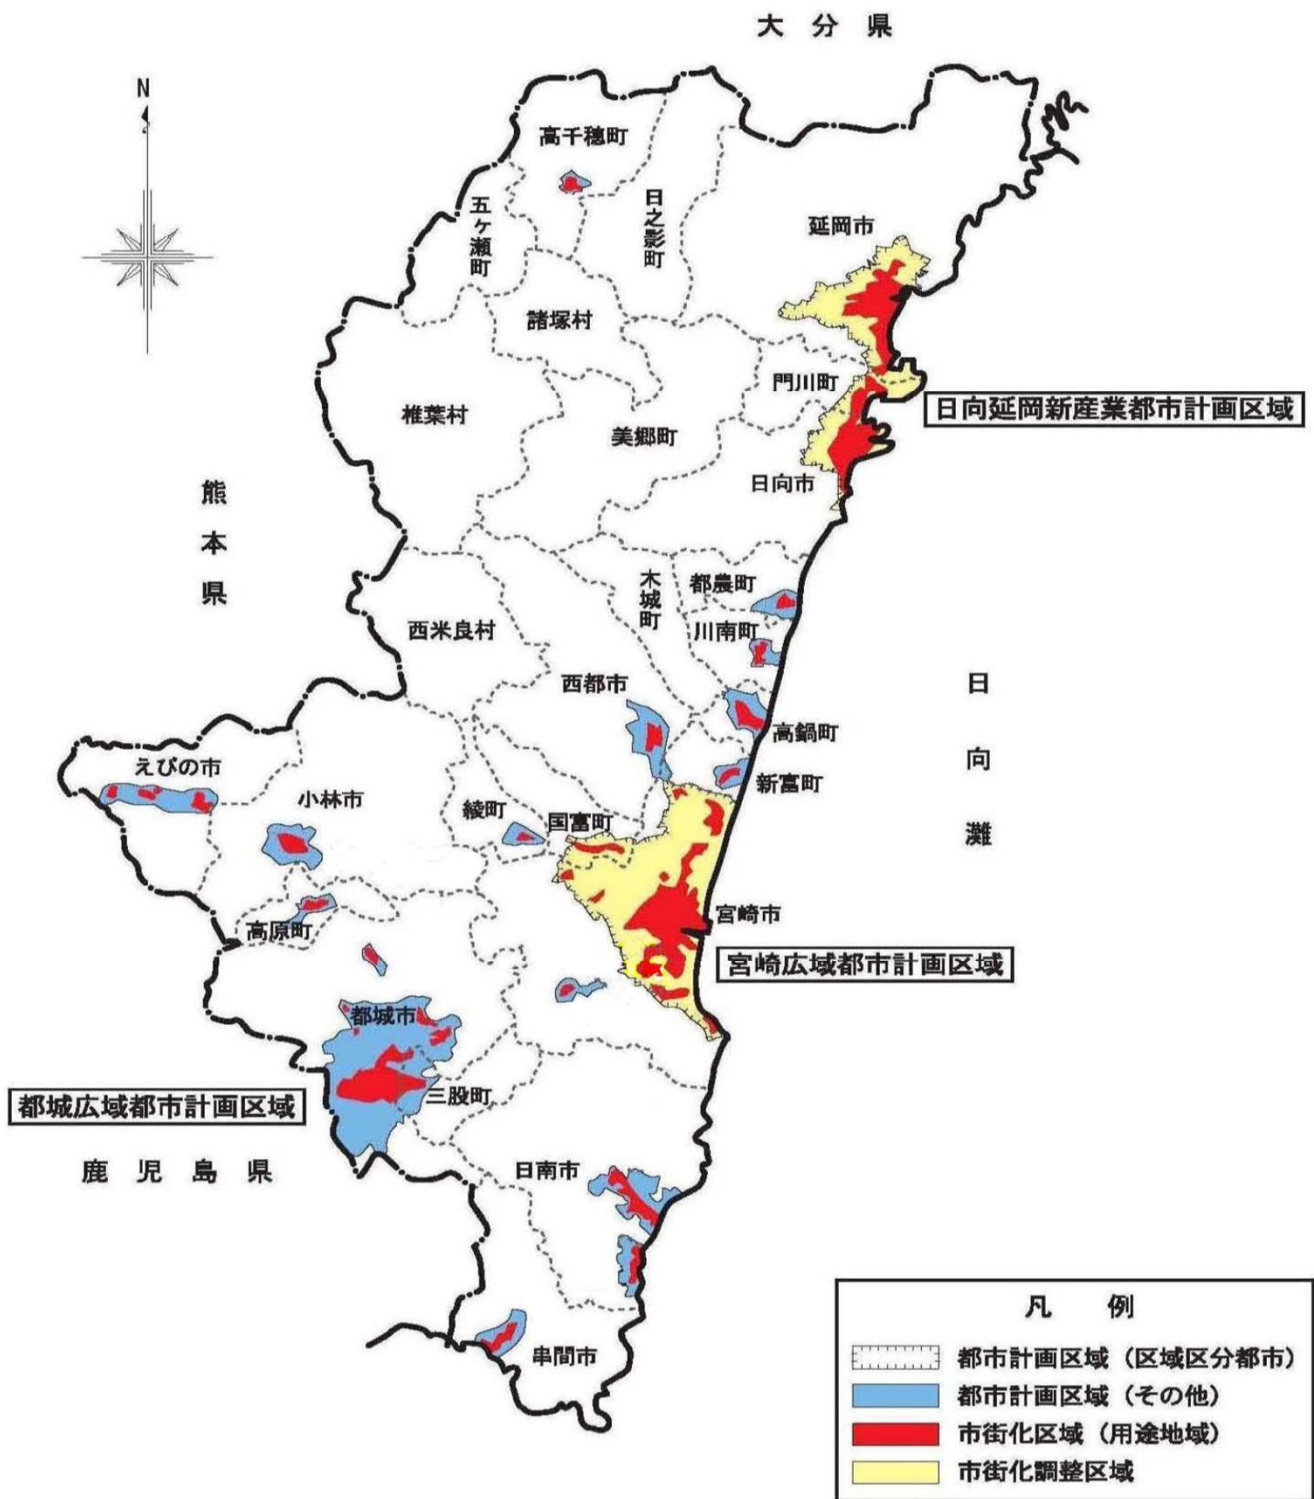 大分県
N
高千穂町
五ヶ瀬町
日之影町
延岡市
諸塚村
門川町
日向延岡新産業都市計画区域
椎葉村
美郷町
日向市
熊本県
木城町
都農町
西米良村
川南町
西都市
日向灘
高鍋町
えびの市
新富町
小林市
綾町
国富町
宮崎市
高原町
宮崎広域都市計画区域
都城市
三股町
都城広域都市計画区域
鹿児島県
日南市
串間市
凡例
都市計画区域（区域区分都市）
都市計画区域（その他）
市街化区域（用途地域）
市街化調整区域